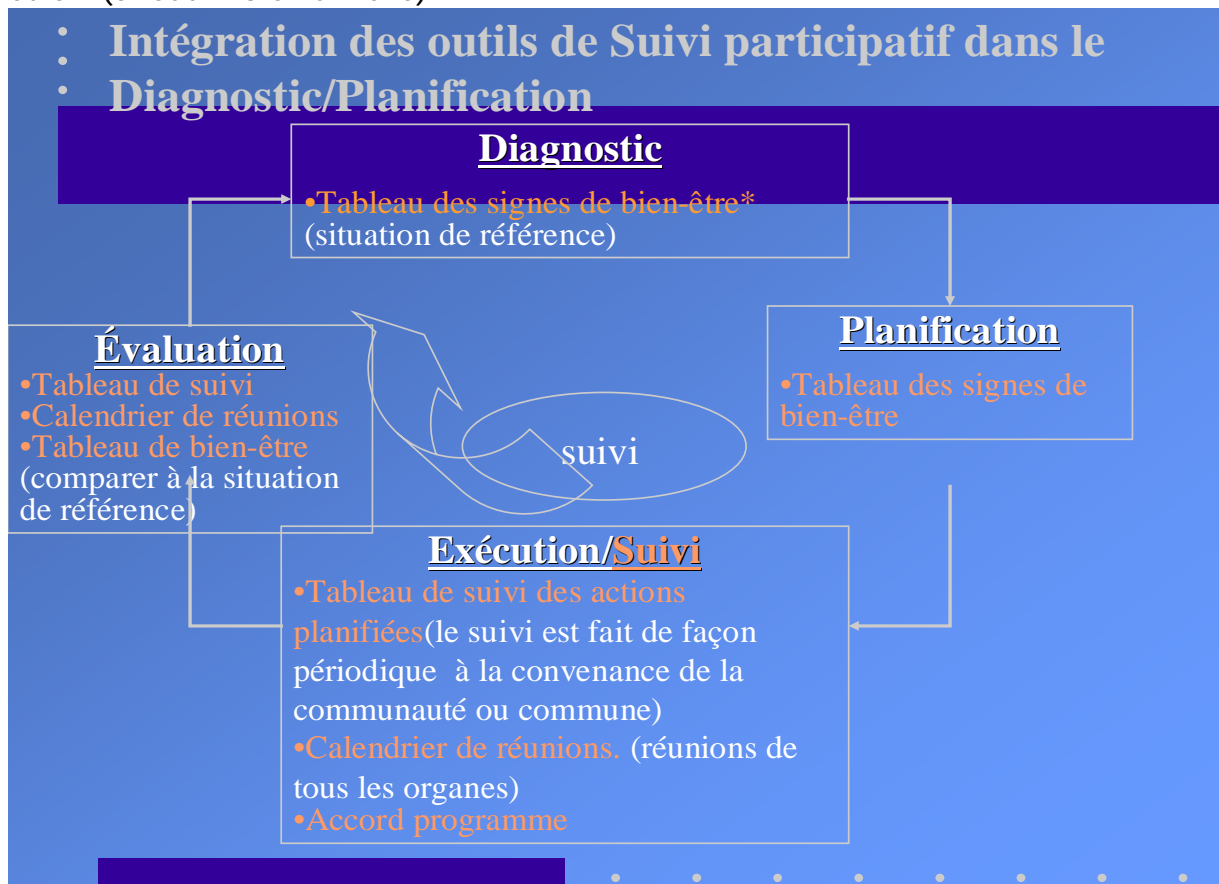 Intégration des outils de Suivi participatif dans le
Diagnostic/Planification
Diagnostic
•Tableau des signes de bien-être*
(situation de référence)
Planification
•Tableau des signes de
bien-être
Évaluation
•Tableau de suivi
•Calendrier de réunions
•Tableau de bien-être
(comparer à la situation
de référence)
suivi
Exécution/Suivi
•Tableau de suivi des actions
planifiées(le suivi est fait de façon
périodique à la convenance de la
communauté ou commune)
•Calendrier de réunions. (réunions de
tous les organes)
•Accord programme